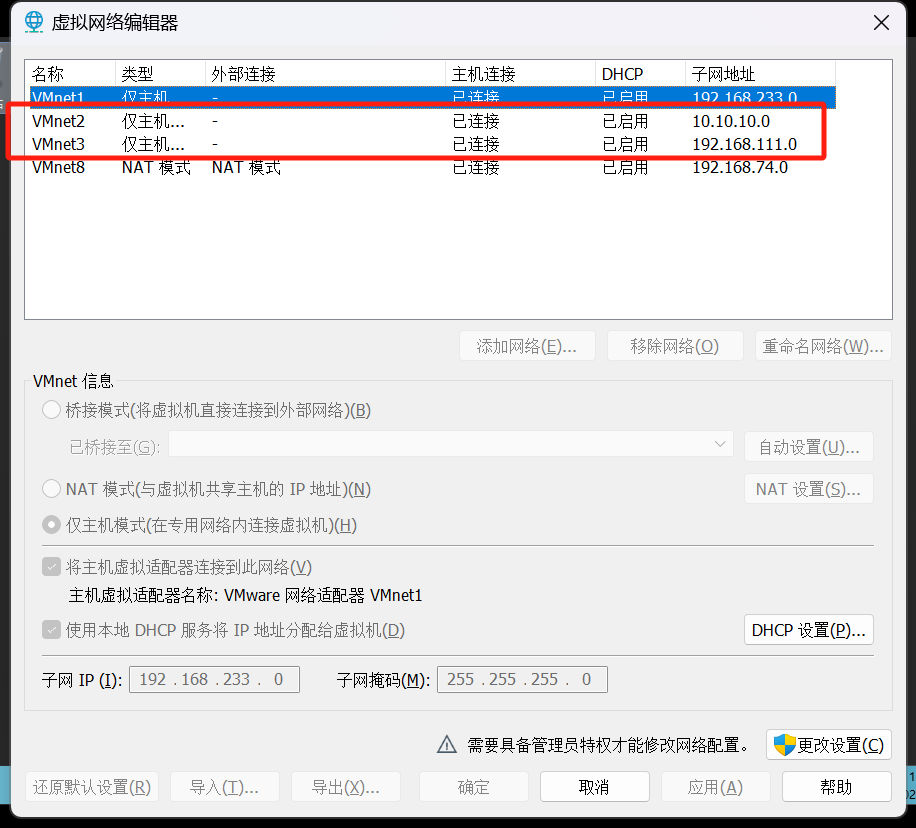 虚拟网络编辑器
名称 类型 外部连接 主机连接 DHCP 子网地址
VMnet1 仅主机... - 已连接 已启用 192.168.233.0
VMnet2 仅主机... - 已连接 已启用 10.10.10.0
VMnet3 仅主机... - 已连接 已启用 192.168.111.0
VMnet8 NAT 模式 NAT 模式 已连接 已启用 192.168.74.0
添加网络(E)... 移除网络(O) 重命名网络(W)...
VMnet 信息
桥接模式(将虚拟机直接连接到外部网络)(B)
已桥接至(G): 自动设置(U)...
NAT 模式(与虚拟机共享主机的 IP 地址)(N) NAT 设置(S)...
仅主机模式(在专用网络内连接虚拟机)(H)
将主机虚拟适配器连接到此网络(V)
主机虚拟适配器名称: VMware 网络适配器 VMnet1
使用本地 DHCP 服务将 IP 地址分配给虚拟机(D) DHCP 设置(P)...
子网 IP (I): 192 . 168 . 233 . 0 子网掩码(M): 255 . 255 . 255 . 0
需要具备管理员特权才能修改网络配置。 更改设置(C)
还原默认设置(R) 导入(T)... 导出(X)... 确定 取消 应用(A) 帮助